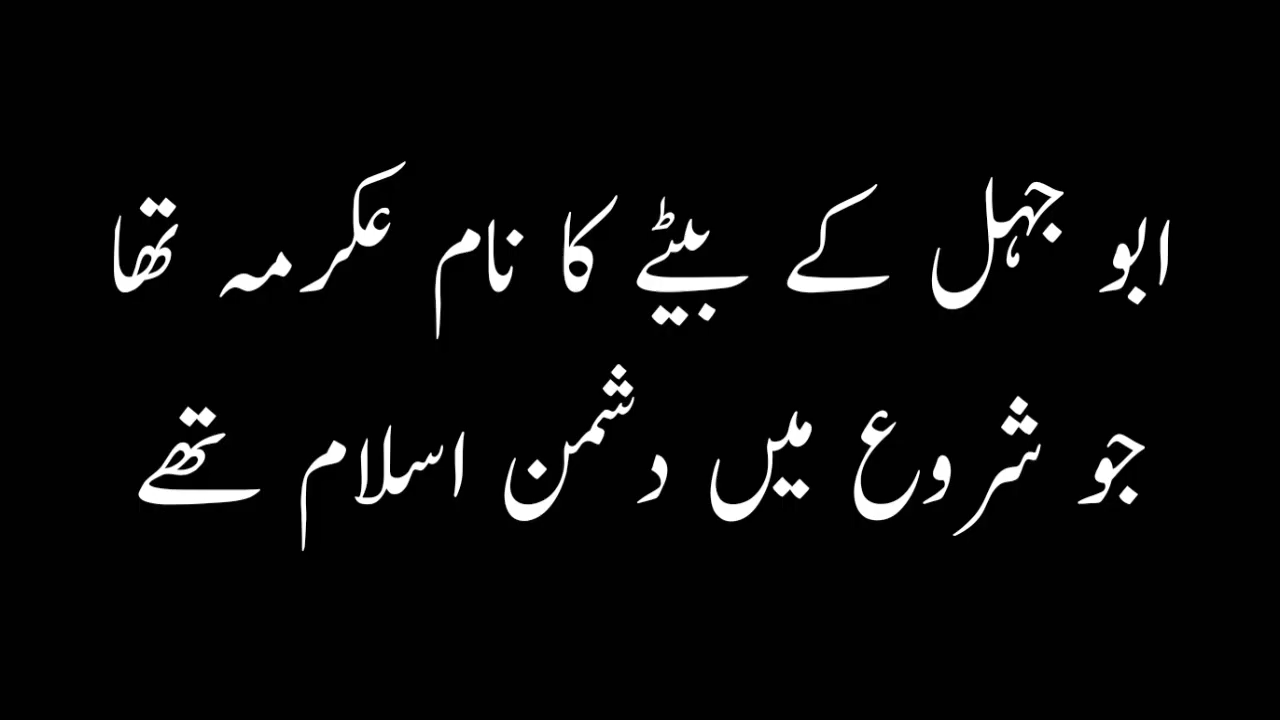 ابو جہل کے بیٹے کا نام عکرمہ تھا
جو شروع میں دشمن اسلام تھے